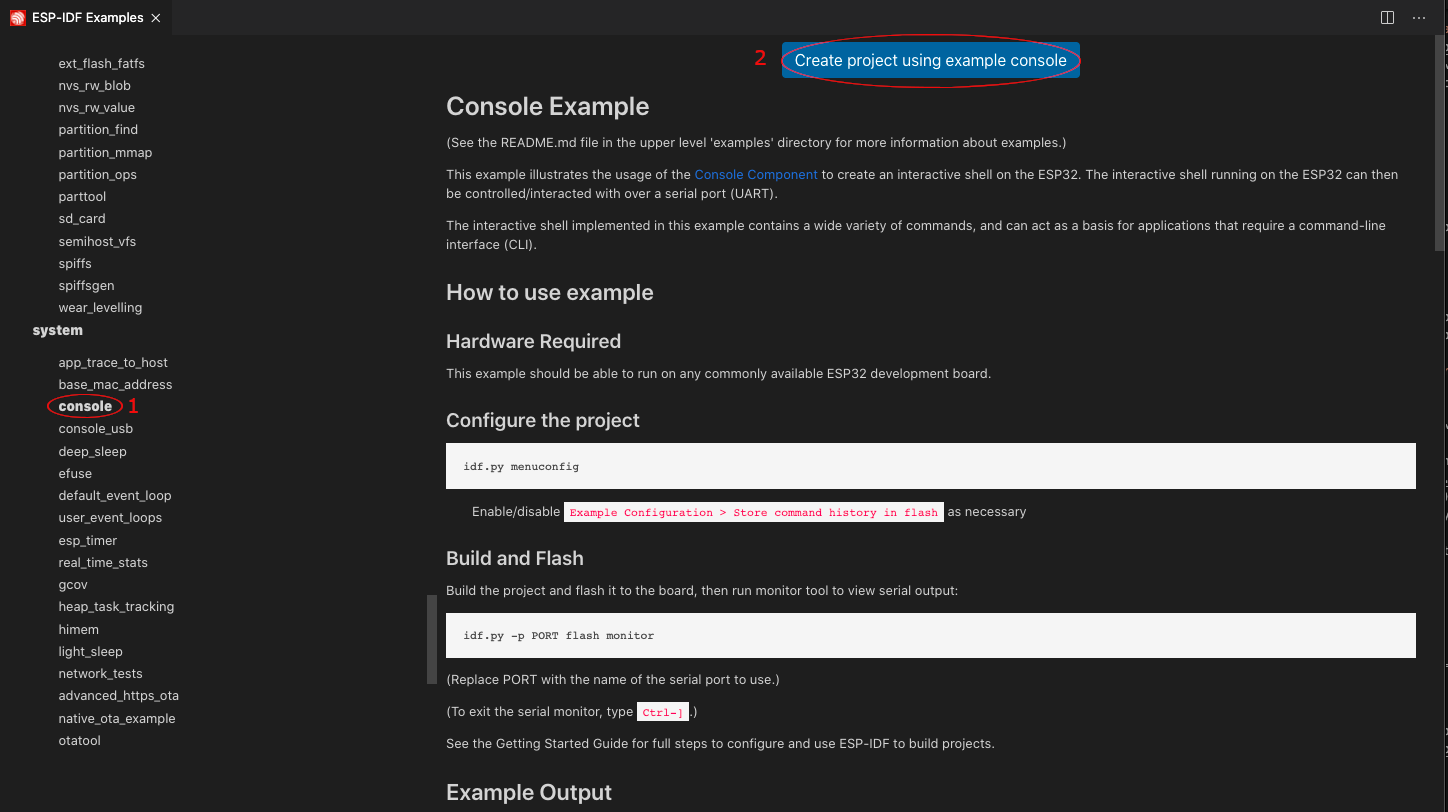 ESP-IDF Examples
ext_flash_fatfs
nvs_rw_blob
nvs_rw_value
partition_find
partition_mmap
partition_ops
parttool
sd_card
semihost_vfs
spiffs
spiffsgen
wear_levelling
system
app_trace_to_host
base_mac_address
console 1
console_usb
deep_sleep
efuse
default_event_loop
user_event_loops
esp_timer
real_time_stats
gcov
heap_task_tracking
himem
light_sleep
network_tests
advanced_https_ota
native_ota_example
otatool
2 Create project using example console
Console Example
(See the README.md file in the upper level 'examples' directory for more information about examples.)
This example illustrates the usage of the Console Component to create an interactive shell on the ESP32. The interactive shell running on the ESP32 can then
be controlled/interacted with over a serial port (UART).
The interactive shell implemented in this example contains a wide variety of commands, and can act as a basis for applications that require a command-line
interface (CLI).
How to use example
Hardware Required
This example should be able to run on any commonly available ESP32 development board.
Configure the project
idf.py menuconfig
Enable/disable Example Configuration > Store command history in flash as necessary
Build and Flash
Build the project and flash it to the board, then run monitor tool to view serial output:
idf.py -p PORT flash monitor
(Replace PORT with the name of the serial port to use.)
(To exit the serial monitor, type Ctrl-] .)
See the Getting Started Guide for full steps to configure and use ESP-IDF to build projects.
Example Output